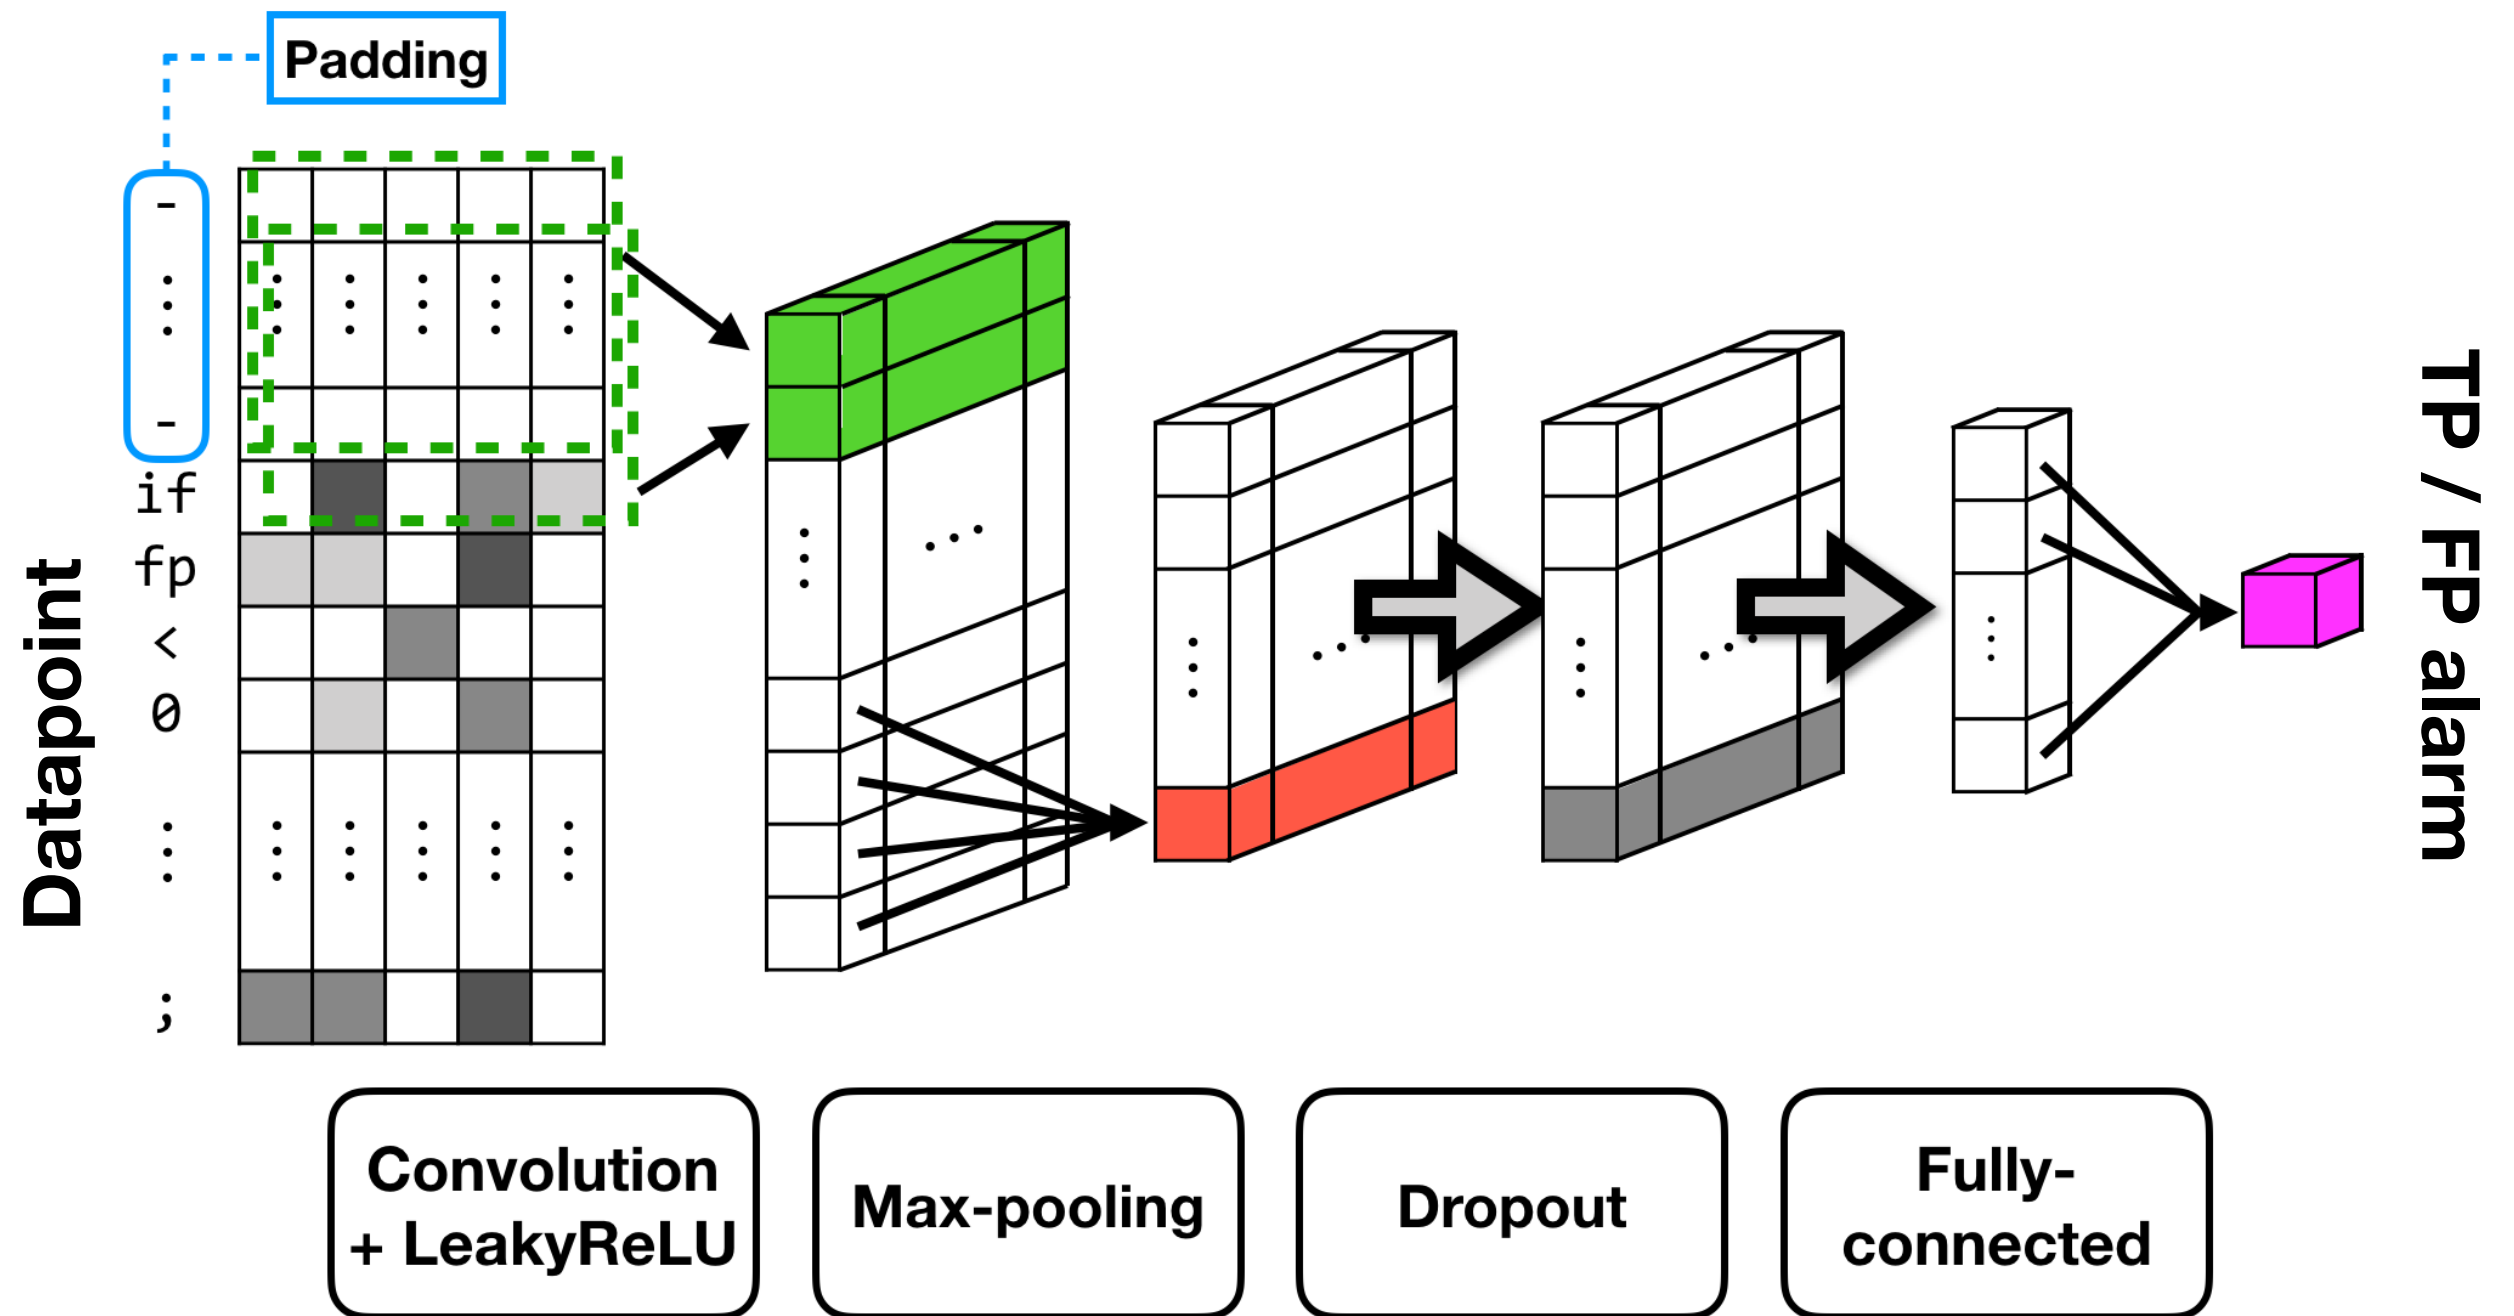 Padding
-
-
if
fp
<
0
;
Datapoint
TP / FP alarm
Convolution
+ LeakyReLU
Max-pooling
Dropout
Fully-
connected